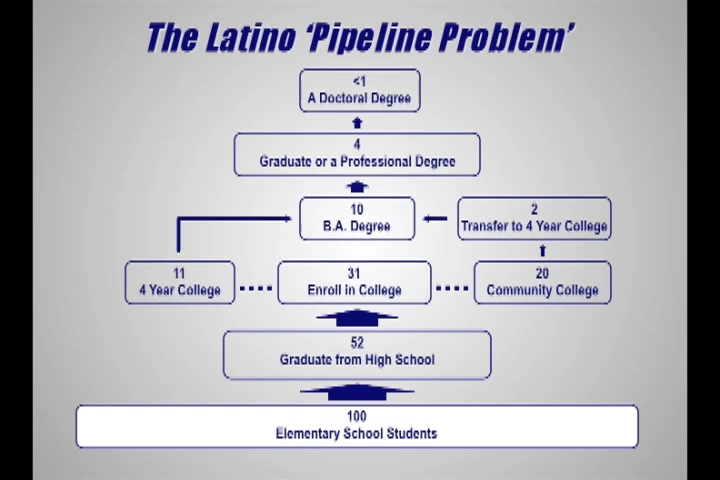 The Latino ‘Pipeline Problem’
<1
A Doctoral Degree
4
Graduate or a Professional Degree
10
B.A. Degree
2
Transfer to 4 Year College
11
4 Year College
31
Enroll in College
20
Community College
52
Graduate from High School
100
Elementary School Students